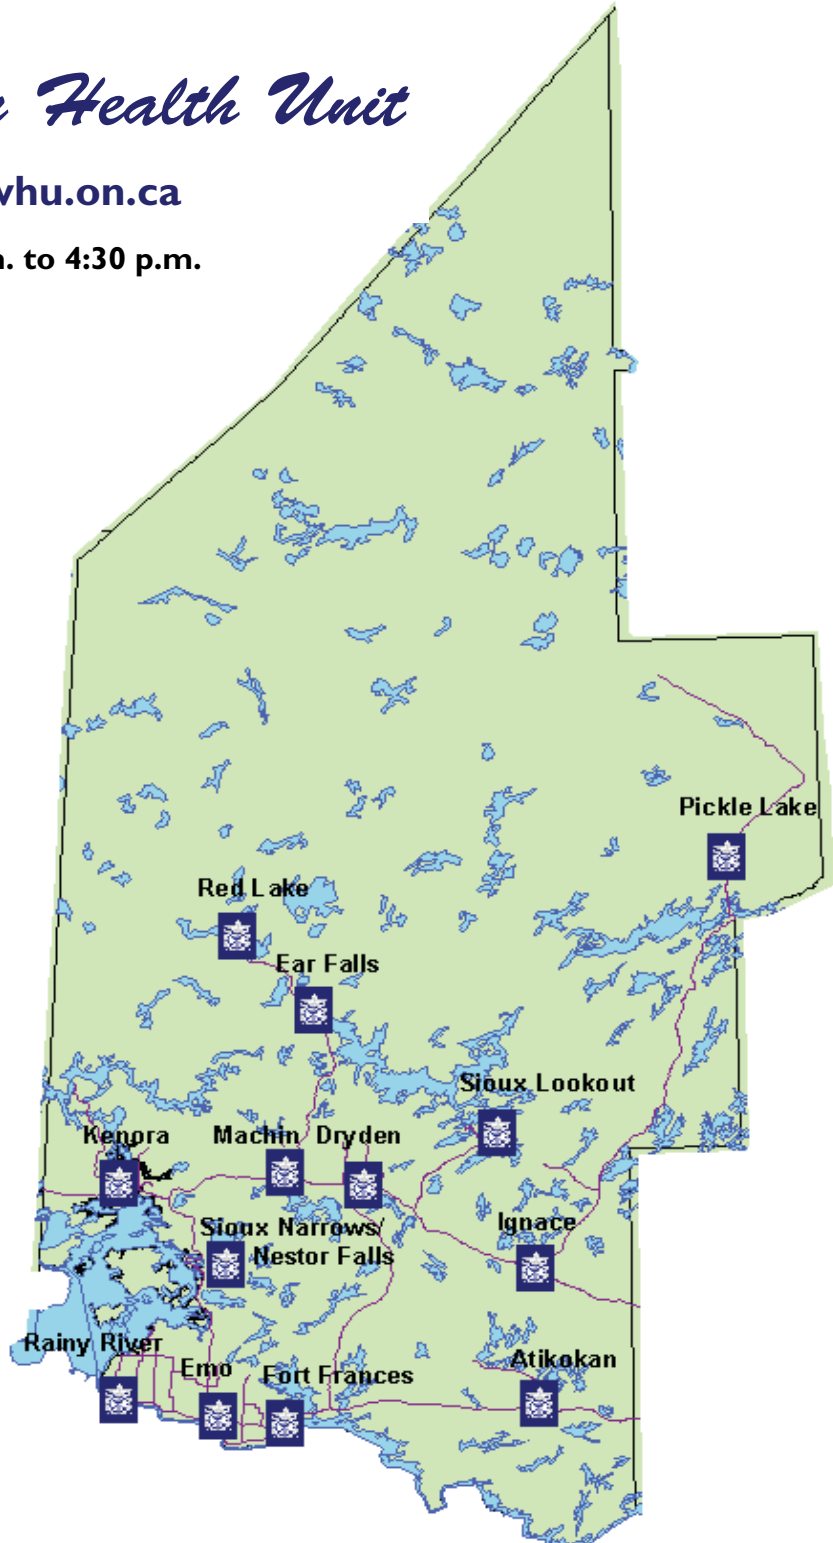 Health Unit
whu.on.ca
to 4:30 p.m.
Pickle Lake
Red Lake
Ear Falls
Sioux Lookout
Kenora
Machin
Dryden
Sioux Narrows/
Nestor Falls
Ignace
Rainy River
Emo
Fort Frances
Atikokan